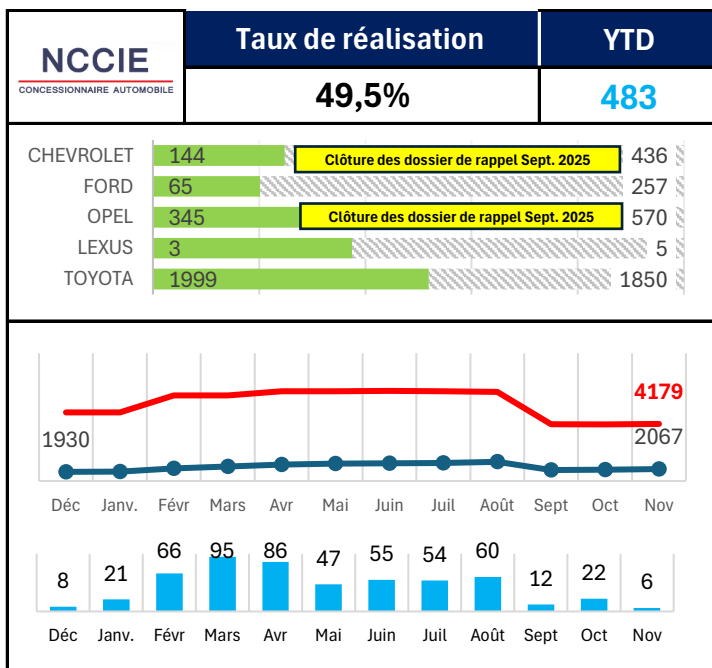 NCCIE
CONCESSIONNAIRE AUTOMOBILE
Taux de réalisation
YTD
49,5%
483
CHEVROLET 144 Clôture des dossier de rappel Sept. 2025 436
FORD 65 257
OPEL 345 Clôture des dossier de rappel Sept. 2025 570
LEXUS 3 5
TOYOTA 1999 1850
4179
1930 2067
Déc Janv. Févr Mars Avr Mai Juin Juil Août Sept Oct Nov
8 21 66 95 86 47 55 54 60 12 22 6
Déc Janv. Févr Mars Avr Mai Juin Juil Août Sept Oct Nov